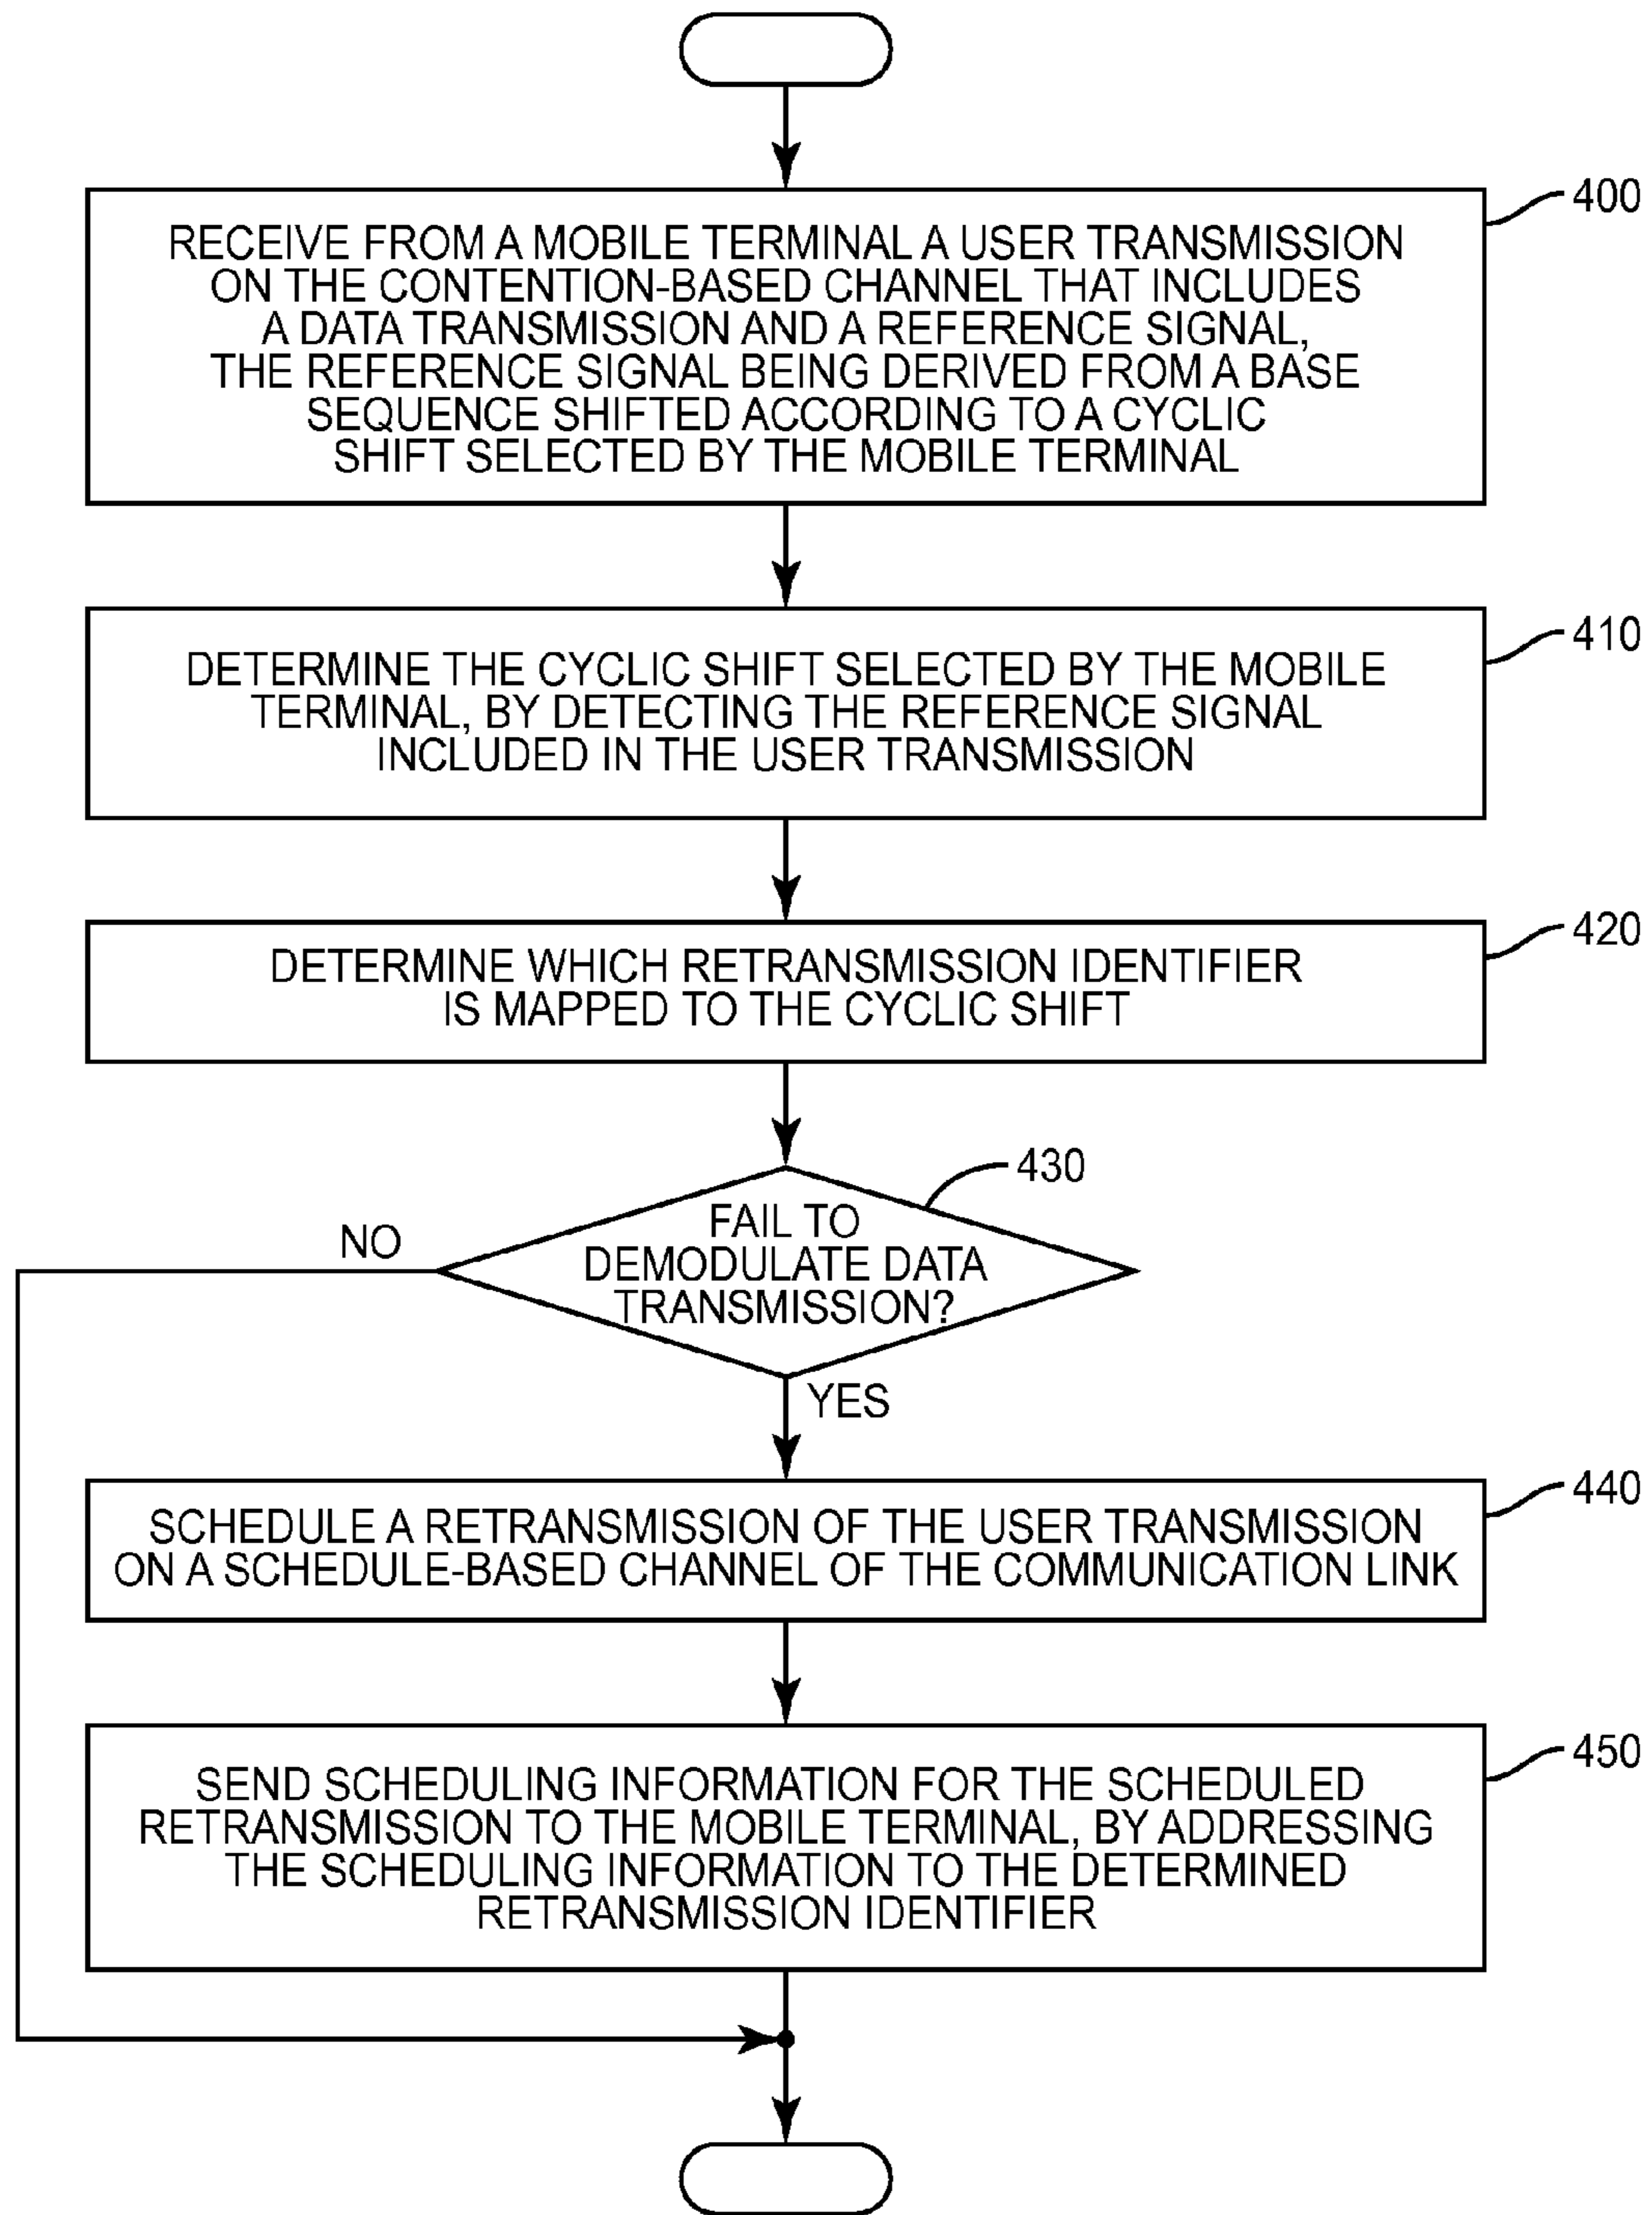 RECEIVE FROM A MOBILE TERMINAL A USER TRANSMISSION
ON THE CONTENTION-BASED CHANNEL THAT INCLUDES
A DATA TRANSMISSION AND A REFERENCE SIGNAL,
THE REFERENCE SIGNAL BEING DERIVED FROM A BASE
SEQUENCE SHIFTED ACCORDING TO A CYCLIC
SHIFT SELECTED BY THE MOBILE TERMINAL
400
DETERMINE THE CYCLIC SHIFT SELECTED BY THE MOBILE
TERMINAL, BY DETECTING THE REFERENCE SIGNAL
INCLUDED IN THE USER TRANSMISSION
410
DETERMINE WHICH RETRANSMISSION IDENTIFIER
IS MAPPED TO THE CYCLIC SHIFT
420
FAIL TO
DEMODULATE DATA
TRANSMISSION?
430
NO
YES
SCHEDULE A RETRANSMISSION OF THE USER TRANSMISSION
ON A SCHEDULE-BASED CHANNEL OF THE COMMUNICATION LINK
440
SEND SCHEDULING INFORMATION FOR THE SCHEDULED
RETRANSMISSION TO THE MOBILE TERMINAL, BY ADDRESSING
THE SCHEDULING INFORMATION TO THE DETERMINED
RETRANSMISSION IDENTIFIER
450